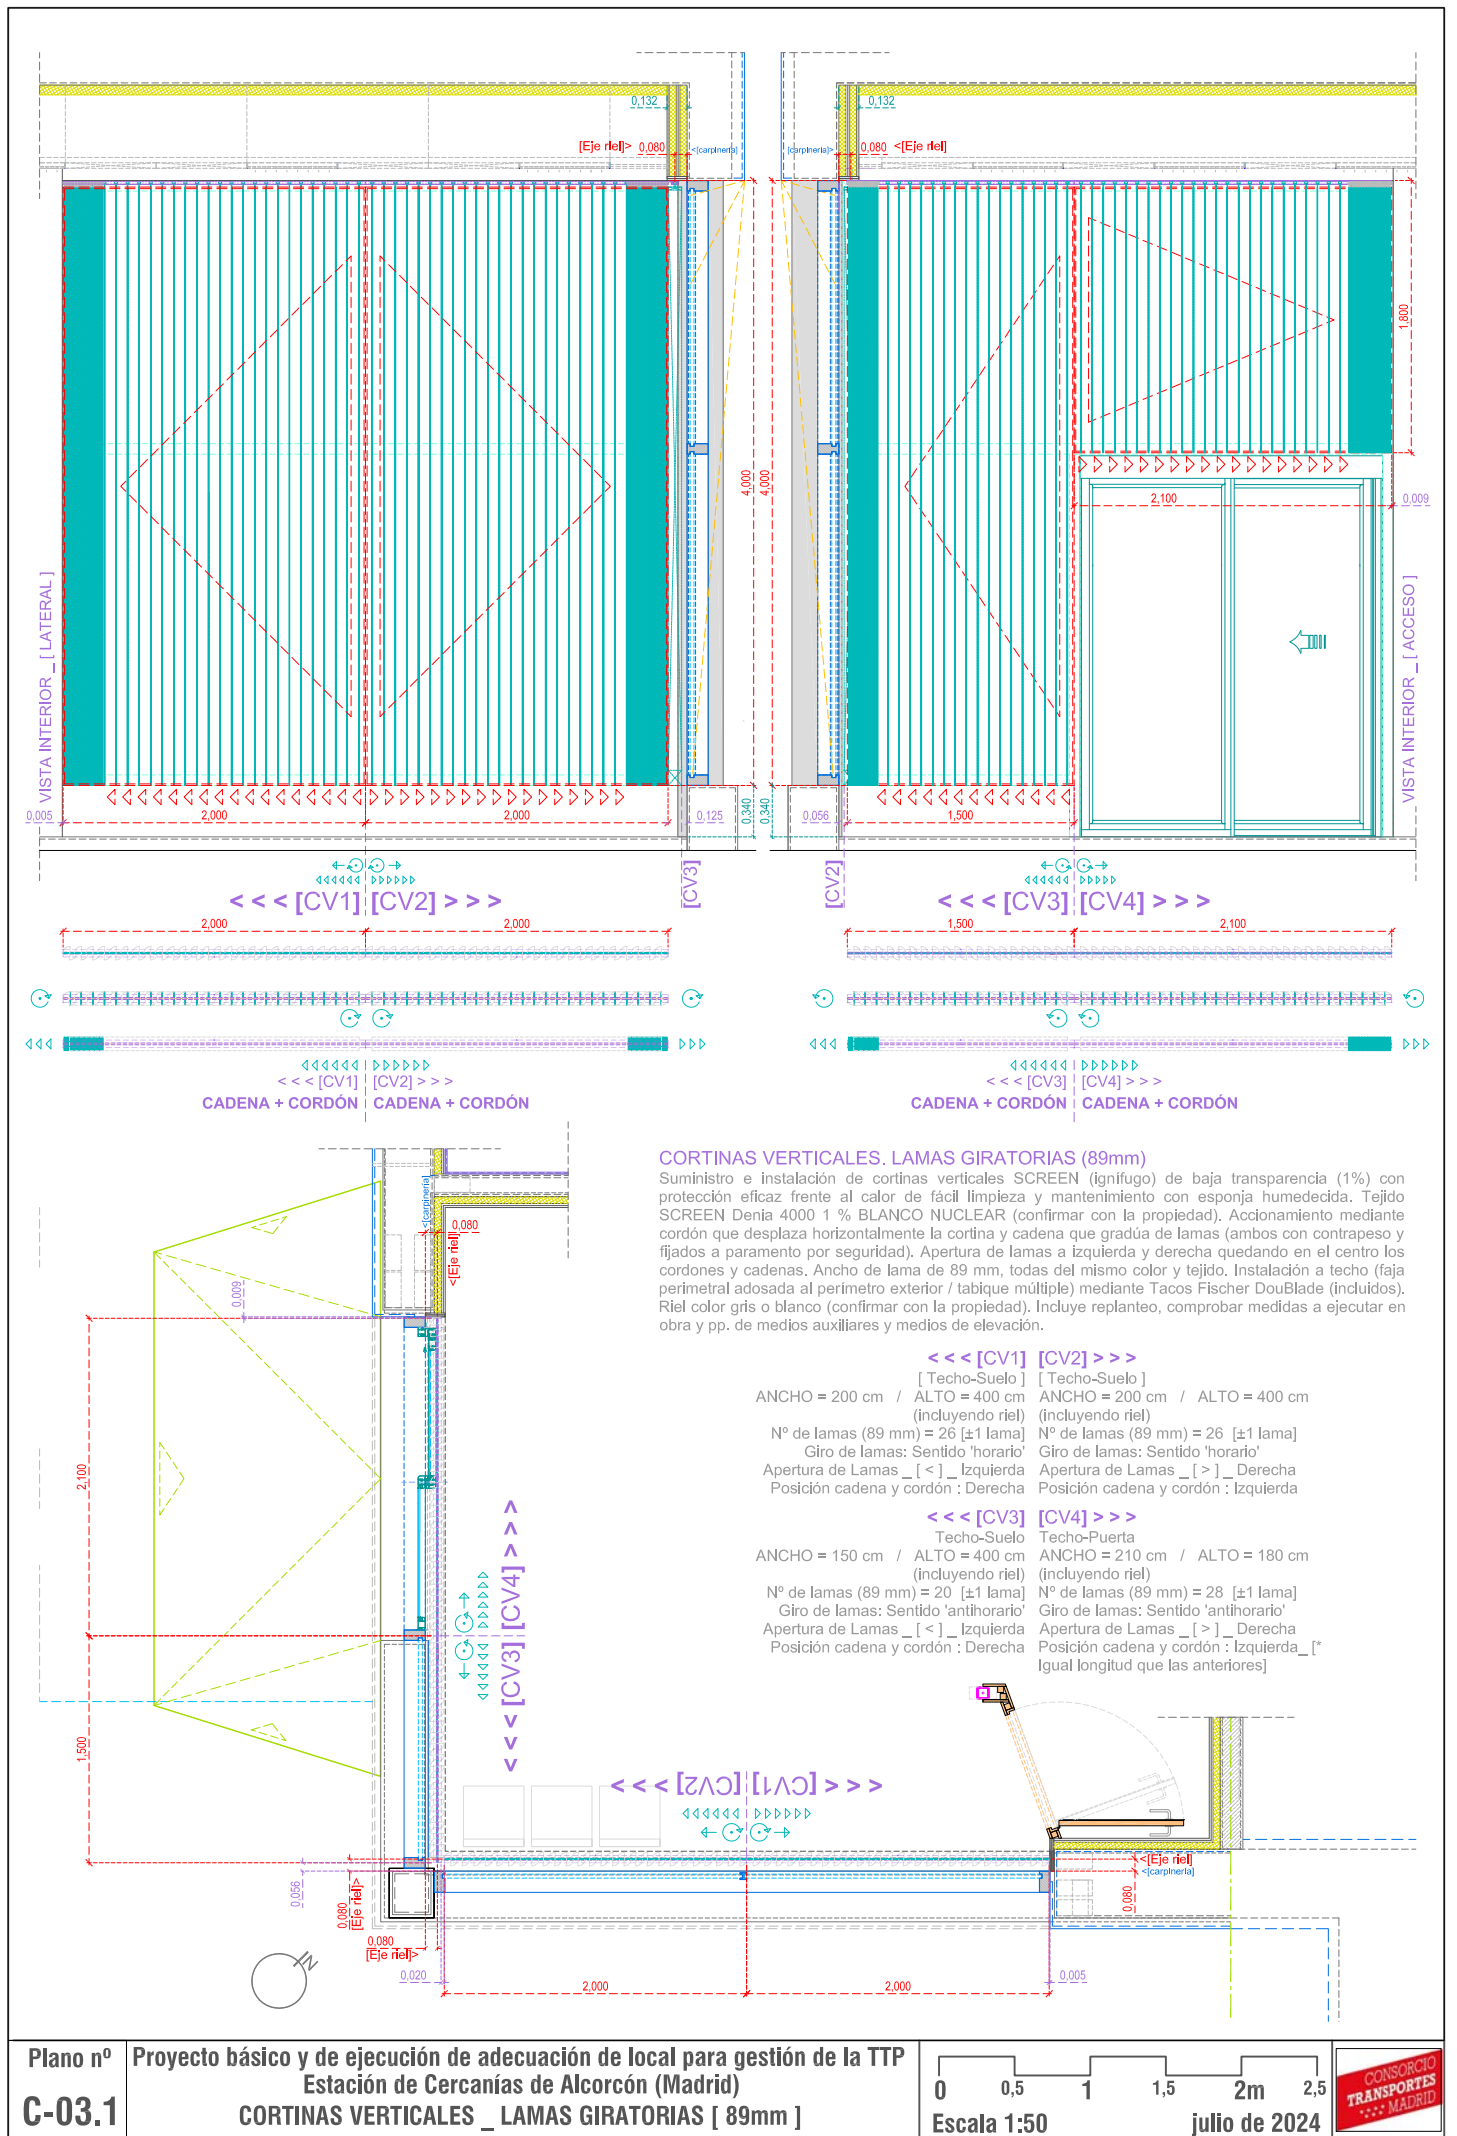 0,132
0,132
[Eje riel]> 0,080 <[carpinería]
[carpinería]> 0,080 <[Eje riel]
4,000
4,000
1,800
2,100
0,009
VISTA INTERIOR _ [ LATERAL ]
VISTA INTERIOR _ [ ACCESO ]
0,005
2,000
2,000
0,125
0,340
0,340
0,056
1,500
[CV3]
[CV2]
< < < [CV1] [CV2] > > >
< < < [CV3] [CV4] > > >
2,000
2,000
1,500
2,100
< < < [CV1] [CV2] > > >
CADENA + CORDÓN CADENA + CORDÓN
< < < [CV3] [CV4] > > >
CADENA + CORDÓN CADENA + CORDÓN
CORTINAS VERTICALES. LAMAS GIRATORIAS (89mm)
Suministro e instalación de cortinas verticales SCREEN (ignífugo) de baja transparencia (1%) con
protección eficaz frente al calor de fácil limpieza y mantenimiento con esponja humedecida. Tejido
SCREEN Denia 4000 1 % BLANCO NUCLEAR (confirmar con la propiedad). Accionamiento mediante
cordón que desplaza horizontalmente la cortina y cadena que gradúa de lamas (ambos con contrapeso y
fijados a paramento por seguridad). Apertura de lamas a izquierda y derecha quedando en el centro los
cordones y cadenas. Ancho de lama de 89 mm, todas del mismo color y tejido. Instalación a techo (faja
perimetral adosada al perímetro exterior / tabique múltiple) mediante Tacos Fischer DouBlade (incluidos).
Riel color gris o blanco (confirmar con la propiedad). Incluye replanteo, comprobar medidas a ejecutar en
obra y pp. de medios auxiliares y medios de elevación.
< < < [CV1] [CV2] > > >
[ Techo-Suelo ] [ Techo-Suelo ]
ANCHO = 200 cm / ALTO = 400 cm ANCHO = 200 cm / ALTO = 400 cm
(incluyendo riel) (incluyendo riel)
Nº de lamas (89 mm) = 26 [±1 lama] Nº de lamas (89 mm) = 26 [±1 lama]
Giro de lamas: Sentido 'horario' Giro de lamas: Sentido 'horario'
Apertura de Lamas _ [ < ] _ Izquierda Apertura de Lamas _ [ > ] _ Derecha
Posición cadena y cordón : Derecha Posición cadena y cordón : Izquierda
< < < [CV3] [CV4] > > >
Techo-Suelo Techo-Puerta
ANCHO = 150 cm / ALTO = 400 cm ANCHO = 210 cm / ALTO = 180 cm
(incluyendo riel) (incluyendo riel)
Nº de lamas (89 mm) = 20 [±1 lama] Nº de lamas (89 mm) = 28 [±1 lama]
Giro de lamas: Sentido 'antihorario' Giro de lamas: Sentido 'antihorario'
Apertura de Lamas _ [ < ] _ Izquierda Apertura de Lamas _ [ > ] _ Derecha
Posición cadena y cordón : Derecha Posición cadena y cordón : Izquierda_ [*
Igual longitud que las anteriores]
<[carpinería]
0,080
<[Eje riel]
0,009
2,100
1,500
< < < [CV3] [CV4] > > >
< < < [CV2] [CV1] > > >
<[Eje riel]
<[carpinería]
0,080
0,056
0,080
[Eje riel]>
0,080
[Eje riel]>
0,020
2,000
2,000
0,005
N
Plano nº
C-03.1
Proyecto básico y de ejecución de adecuación de local para gestión de la TTP
Estación de Cercanías de Alcorcón (Madrid)
CORTINAS VERTICALES _ LAMAS GIRATORIAS [ 89mm ]
0 0,5 1 1,5 2m 2,5
Escala 1:50 julio de 2024
CONSORCIO
TRANSPORTES
MADRID